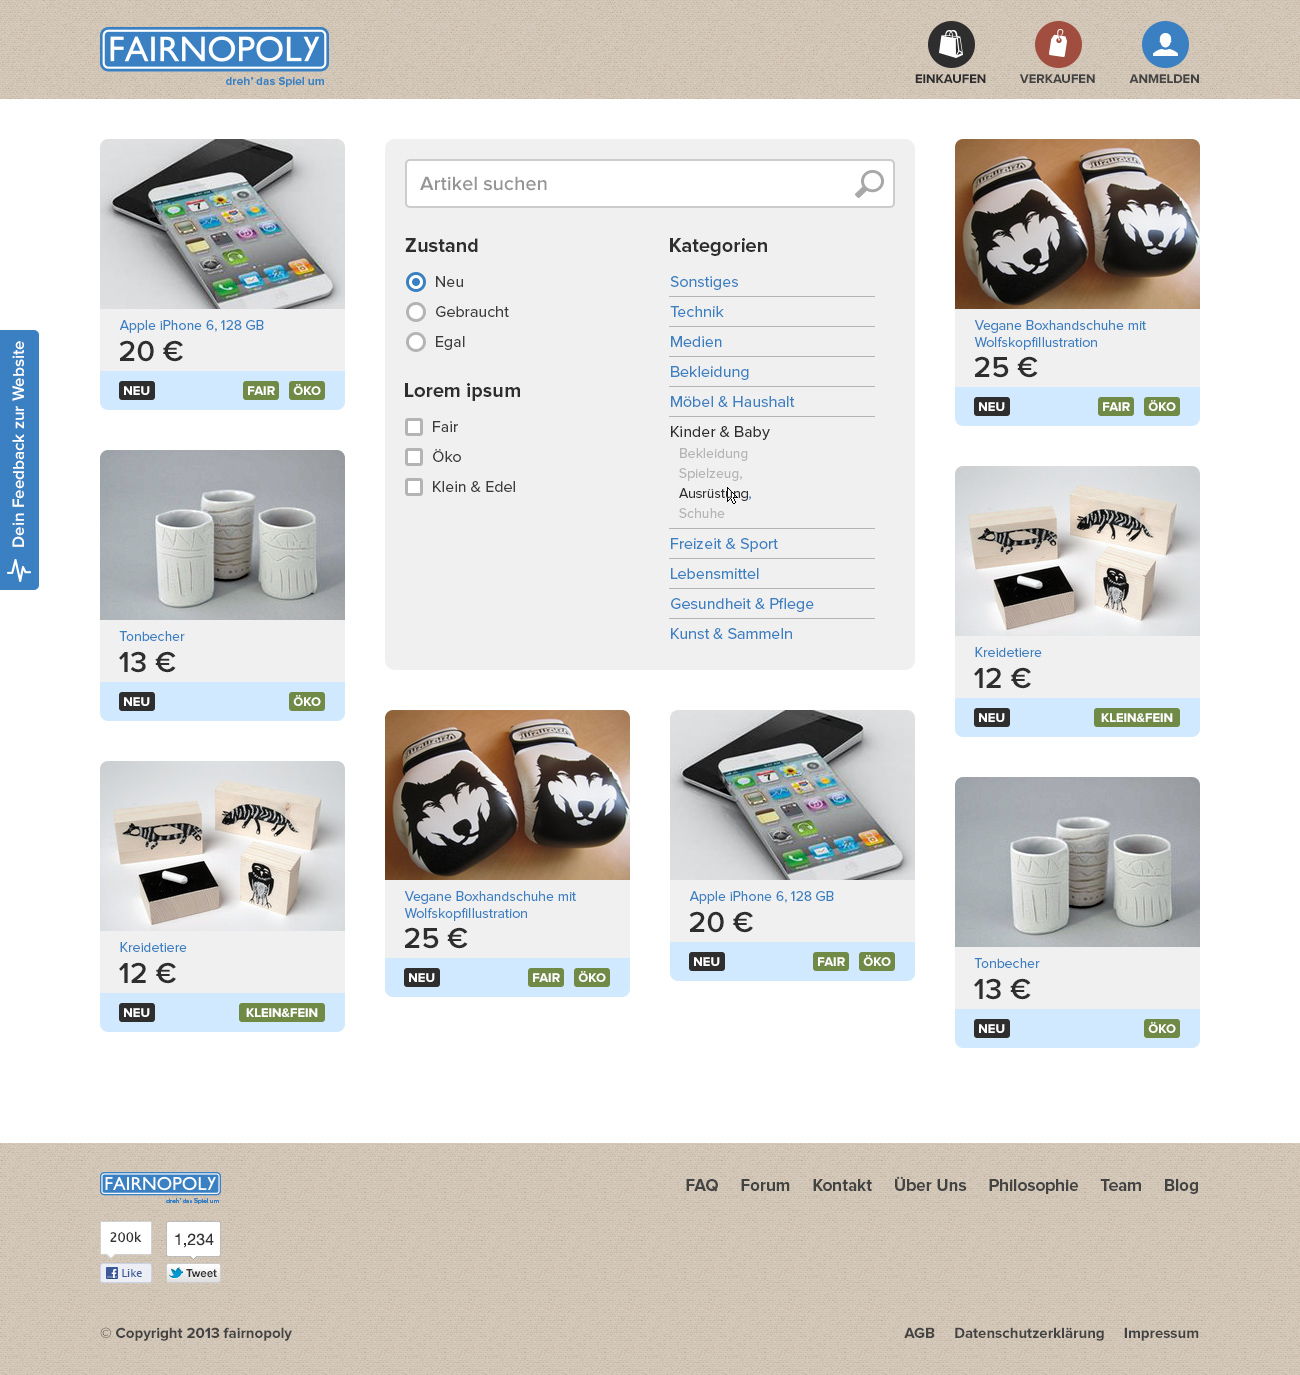 FAIRNOPOLY
dreh' das Spiel um
EINKAUFEN
VERKAUFEN
ANMELDEN
Dein Feedback zur Website
Apple iPhone 6, 128 GB
20 €
NEU FAIR ÖKO
Tonbecher
13 €
NEU ÖKO
Kreidetiere
12 €
NEU KLEIN&FEIN
Artikel suchen
Zustand
Neu
Gebraucht
Egal
Lorem ipsum
Fair
Öko
Klein & Edel
Kategorien
Sonstiges
Technik
Medien
Bekleidung
Möbel & Haushalt
Kinder & Baby
Bekleidung
Spielzeug,
Ausrüstung,
Schuhe
Freizeit & Sport
Lebensmittel
Gesundheit & Pflege
Kunst & Sammeln
Vegane Boxhandschuhe mit
Wolfskopfillustration
25 €
NEU FAIR ÖKO
Apple iPhone 6, 128 GB
20 €
NEU FAIR ÖKO
Vegane Boxhandschuhe mit
Wolfskopfillustration
25 €
NEU FAIR ÖKO
Kreidetiere
12 €
NEU KLEIN&FEIN
Tonbecher
13 €
NEU ÖKO
FAIRNOPOLY
dreh' das Spiel um
FAQ Forum Kontakt Über Uns Philosophie Team Blog
200k 1,234
Like Tweet
© Copyright 2013 fairnopoly
AGB Datenschutzerklärung Impressum